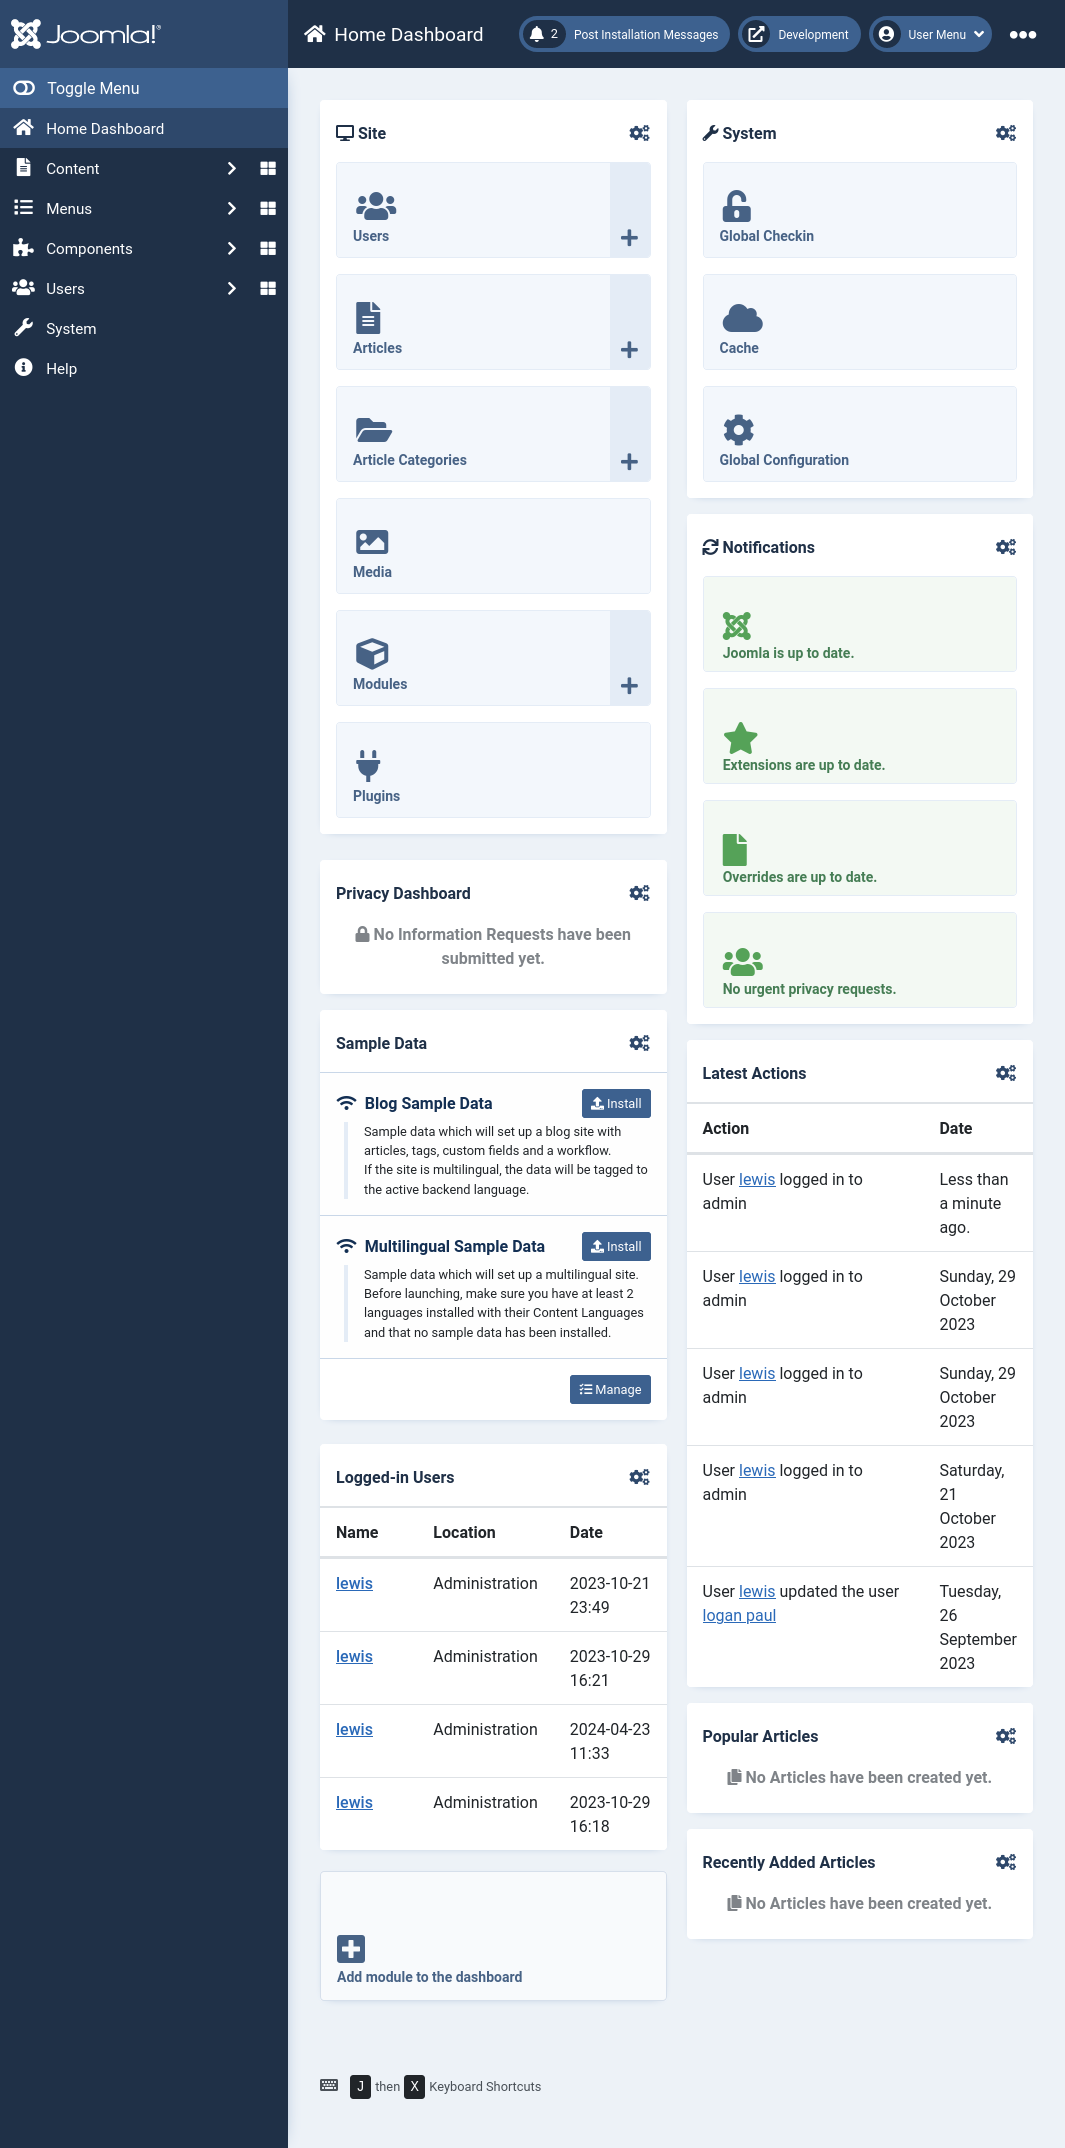 Joomla!®
Home Dashboard
2 Post Installation Messages
Development
User Menu
Toggle Menu
Home Dashboard
Content
Menus
Components
Users
System
Help
Site
Users
Articles
Article Categories
Media
Modules
Plugins
Privacy Dashboard
No Information Requests have been
submitted yet.
Sample Data
Blog Sample Data
Install
Sample data which will set up a blog site with
articles, tags, custom fields and a workflow.
If the site is multilingual, the data will be tagged to
the active backend language.
Multilingual Sample Data
Install
Sample data which will set up a multilingual site.
Before launching, make sure you have at least 2
languages installed with their Content Languages
and that no sample data has been installed.
Manage
Logged-in Users
Name Location Date
lewis Administration 2023-10-21
23:49
lewis Administration 2023-10-29
16:21
lewis Administration 2024-04-23
11:33
lewis Administration 2023-10-29
16:18
Add module to the dashboard
J then X Keyboard Shortcuts
System
Global Checkin
Cache
Global Configuration
Notifications
Joomla is up to date.
Extensions are up to date.
Overrides are up to date.
No urgent privacy requests.
Latest Actions
Action Date
User lewis logged in to Less than
admin a minute
ago.
User lewis logged in to Sunday, 29
admin October
2023
User lewis logged in to Sunday, 29
admin October
2023
User lewis logged in to Saturday,
admin 21
October
2023
User lewis updated the user Tuesday,
logan paul 26
September
2023
Popular Articles
No Articles have been created yet.
Recently Added Articles
No Articles have been created yet.